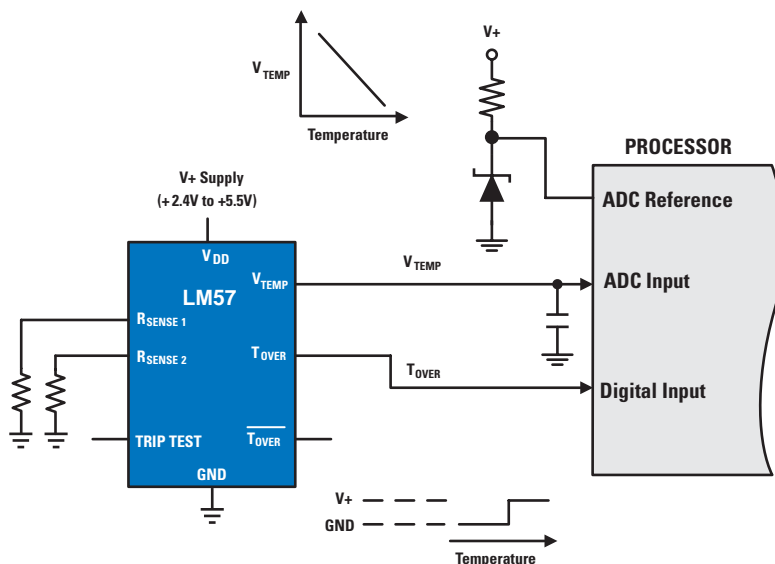 V+
V TEMP
Temperature
PROCESSOR
V+ Supply
(+2.4V to +5.5V)
ADC Reference
VDD
VTEMP
VTEMP
ADC Input
LM57
RSENSE 1
RSENSE 2
TOVER
TOVER
Digital Input
TRIP TEST
TOVER
GND
V+
GND
Temperature